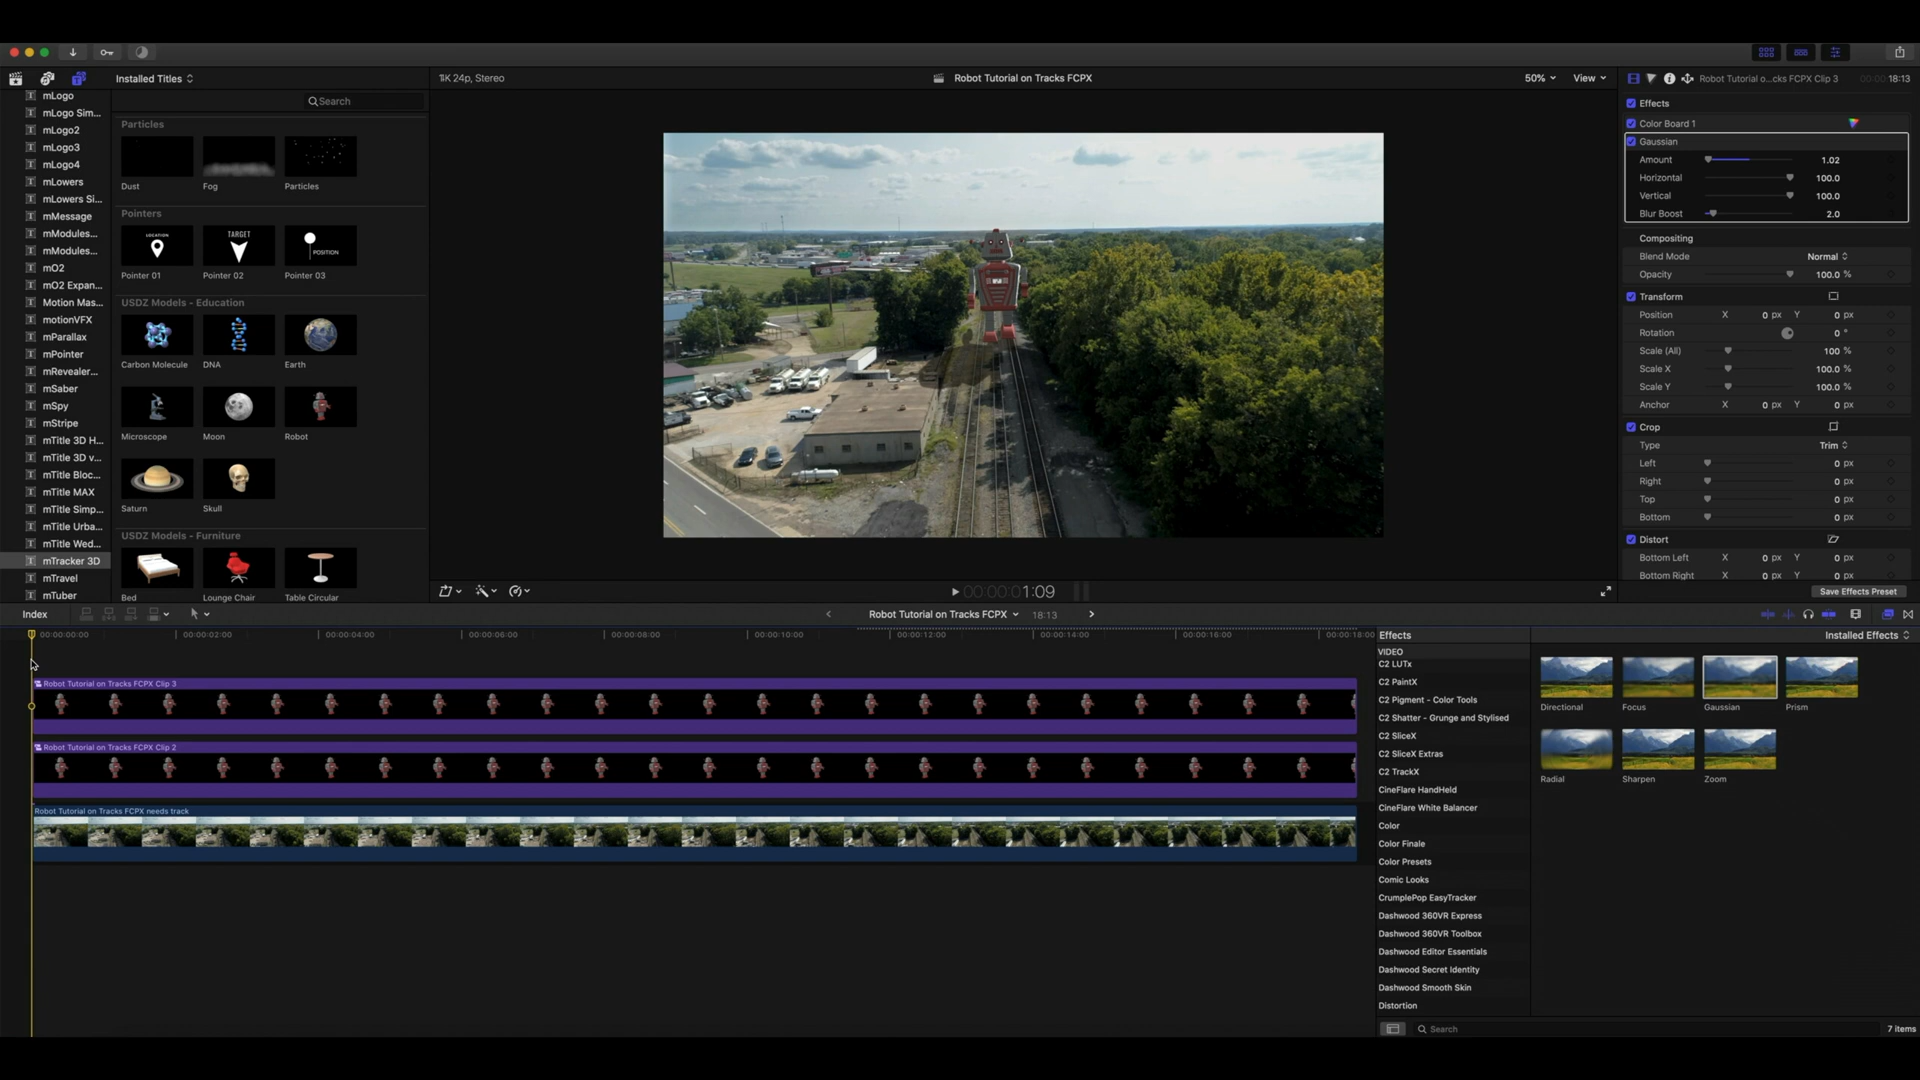 Installed Titles
1K 24p, Stereo
Robot Tutorial on Tracks FCPX
50%
View
Robot Tutorial o...cks FCPX Clip 3
00:00:18:13
mLogo
mLogo Sim...
mLogo2
mLogo3
mLogo4
mLowers
mLowers Si...
mMessage
mModules...
mModules...
mO2
mO2 Expan...
Motion Mas...
motionVFX
mParallax
mPointer
mRevealer...
mSaber
mSpy
mStripe
mTitle 3D H...
mTitle 3D v...
mTitle Bloc...
mTitle MAX
mTitle Simp...
mTitle Urba...
mTitle Wed...
mTracker 3D
mTravel
mTuber
Search
Particles
Dust
Fog
Particles
Pointers
LOCATION
TARGET
POSITION
Pointer 01
Pointer 02
Pointer 03
USDZ Models - Education
Carbon Molecule
DNA
Earth
Microscope
Moon
Robot
Saturn
Skull
USDZ Models - Furniture
Bed
Lounge Chair
Table Circular
Effects
Color Board 1
Gaussian
Amount 1.02
Horizontal 100.0
Vertical 100.0
Blur Boost 2.0
Compositing
Blend Mode Normal
Opacity 100.0 %
Transform
Position X 0 px Y 0 px
Rotation 0 °
Scale (All) 100 %
Scale X 100.0 %
Scale Y 100.0 %
Anchor X 0 px Y 0 px
Crop
Type Trim
Left 0 px
Right 0 px
Top 0 px
Bottom 0 px
Distort
Bottom Left X 0 px Y 0 px
Bottom Right X 0 px Y 0 px
00:00:00:01:09
Save Effects Preset
Index
Robot Tutorial on Tracks FCPX
18:13
00:00:00:00
00:00:02:00
00:00:04:00
00:00:06:00
00:00:08:00
00:00:10:00
00:00:12:00
00:00:14:00
00:00:16:00
00:00:18:00
Robot Tutorial on Tracks FCPX Clip 3
Robot Tutorial on Tracks FCPX Clip 2
Robot Tutorial on Tracks FCPX needs track
Effects
Installed Effects
VIDEO
C2 LUTx
C2 PaintX
C2 Pigment - Color Tools
C2 Shatter - Grunge and Stylised
C2 SliceX
C2 SliceX Extras
C2 TrackX
CineFlare HandHeld
CineFlare White Balancer
Color
Color Finale
Color Presets
Comic Looks
CrumplePop EasyTracker
Dashwood 360VR Express
Dashwood 360VR Toolbox
Dashwood Editor Essentials
Dashwood Secret Identity
Dashwood Smooth Skin
Distortion
Directional
Focus
Gaussian
Prism
Radial
Sharpen
Zoom
Search
7 items